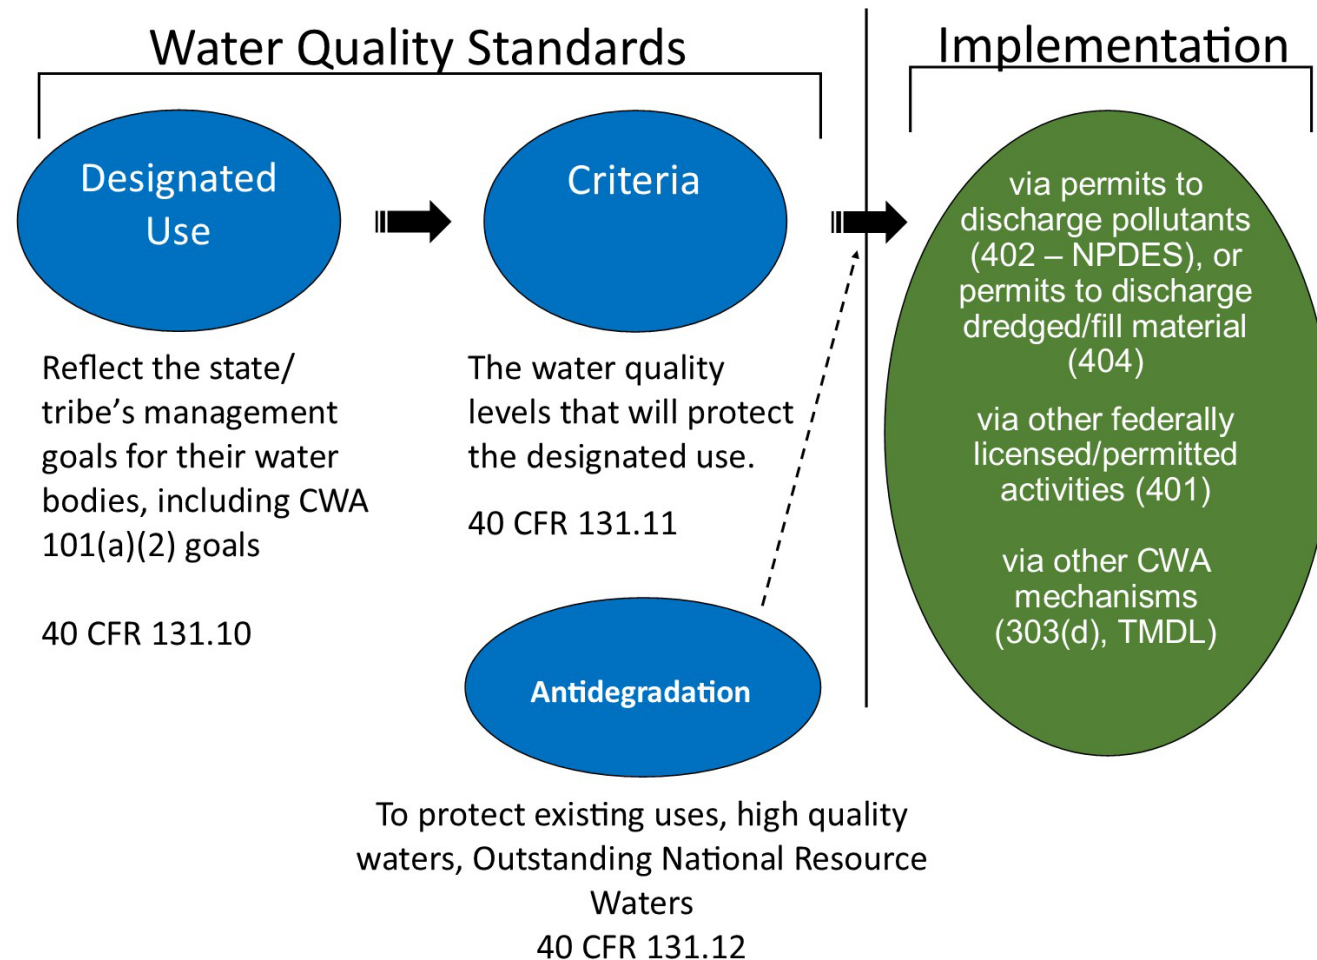 Water Quality Standards
Implementation
Designated
Use
Criteria
Reflect the state/
tribe’s management
goals for their water
bodies, including CWA
101(a)(2) goals
40 CFR 131.10
The water quality
levels that will protect
the designated use.
40 CFR 131.11
Antidegradation
To protect existing uses, high quality
waters, Outstanding National Resource
Waters
40 CFR 131.12
via permits to
discharge pollutants
(402 – NPDES), or
permits to discharge
dredged/fill material
(404)
via other federally
licensed/permitted
activities (401)
via other CWA
mechanisms
(303(d), TMDL)